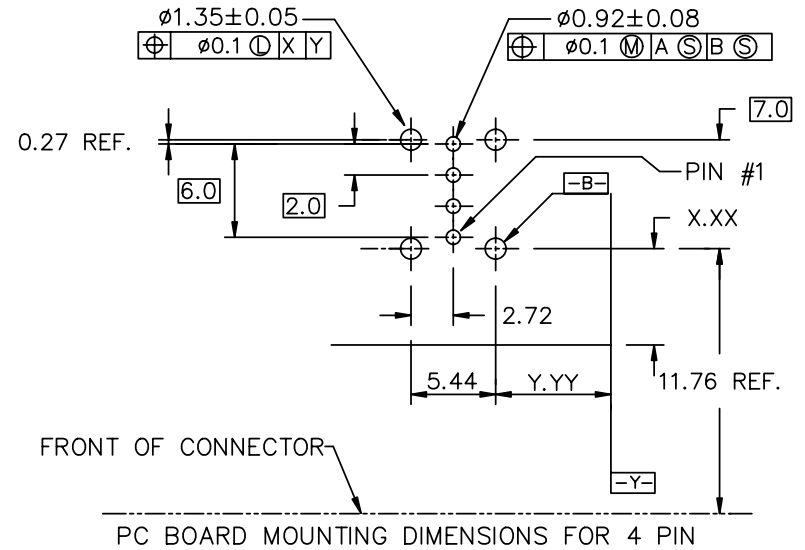 ø1.35±0.05
⌖ ø0.1 Ⓛ X Y
ø0.92±0.08
⌖ ø0.1 Ⓜ A Ⓢ B Ⓢ
7.0
0.27 REF.
6.0
2.0
PIN #1
-B-
X.XX
2.72
5.44
Y.YY
11.76 REF.
FRONT OF CONNECTOR
-Y-
PC BOARD MOUNTING DIMENSIONS FOR 4 PIN